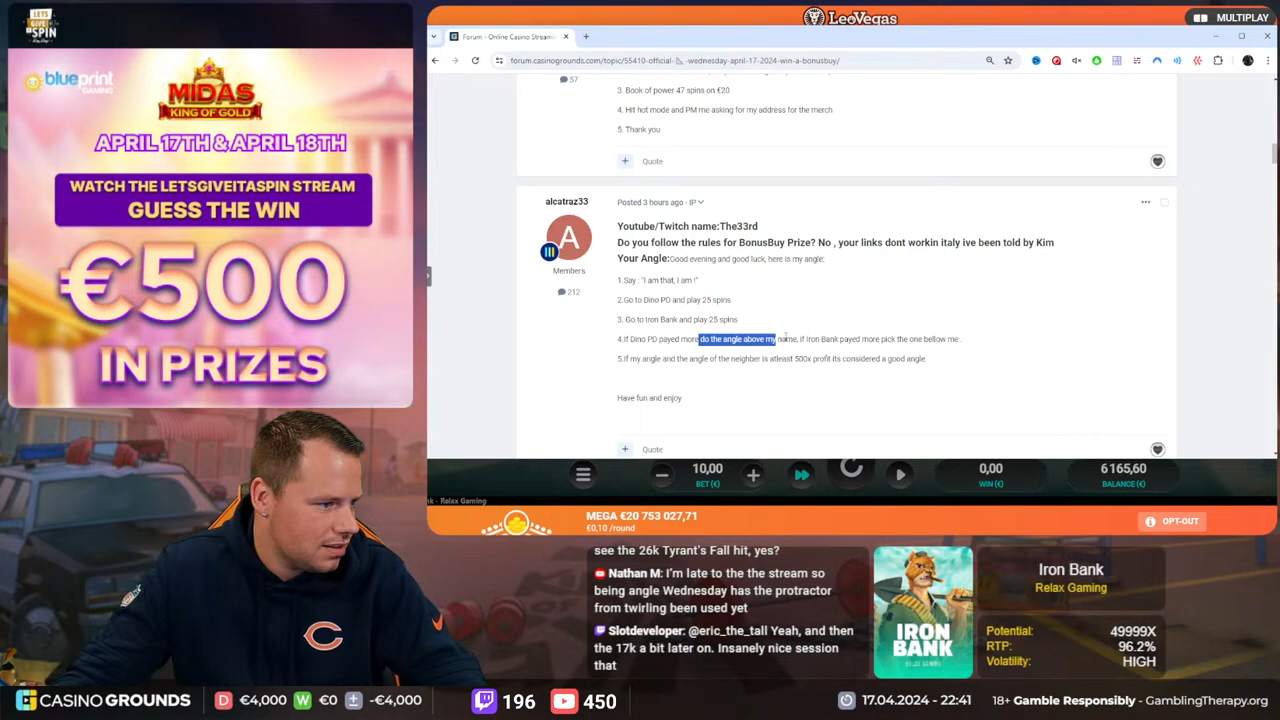 LETS
GIVE IT
SPIN
LeoVegas
MULTIPLAY
Forum - Online Casino Stream
forum.casinogrounds.com/topic/55410-official-
-wednesday-april-17-2024-win-a-bonusbuy/
blueprint
GAMING
MIDAS
KING OF GOLD
APRIL 17TH & APRIL 18TH
WATCH THE LETSGIVEITASPIN STREAM
GUESS THE WIN
€500
IN PRIZES
57
3. Book of power 47 spins on €20
4. Hit hot mode and PM me asking for my address for the merch
5. Thank you
+ Quote
alcatraz33
A
Members
212
Posted 3 hours ago · IP
Youtube/Twitch name:The33rd
Do you follow the rules for BonusBuy Prize? No , your links dont workin italy ive been told by Kim
Your Angle:Good evening and good luck, here is my angle:
1.Say : "I am that, I am !"
2.Go to Dino PD and play 25 spins
3. Go to Iron Bank and play 25 spins
4.If Dino PD payed more do the angle above my name, if Iron Bank payed more pick the one bellow me .
5.If my angle and the angle of the neighber is atleast 500x profit its considered a good angle.
Have fun and enjoy
+ Quote
10,00
BET (€)
0,00
WIN (€)
6 165,60
BALANCE (€)
nk - Relax Gaming
MEGA €20 753 027,71
€0,10 /round
OPT-OUT
see the 26k Tyrant's Fall hit, yes?
Nathan M: I'm late to the the stream so
being angle Wednesday has the protractor
from twirling been used yet
Slotdeveloper: @eric_the_tall Yeah, and then
the 17k a bit later on. Insanely nice session
that
IRON
BANK
RELAX GAMING
Iron Bank
Relax Gaming
Potential: 49999X
RTP: 96.2%
Volatility: HIGH
C
CASINOGROUNDS
D €4,000 W €0 ± -€4,000
196
450
17.04.2024 - 22:41
18+ Gamble Responsibly - GamblingTherapy.org